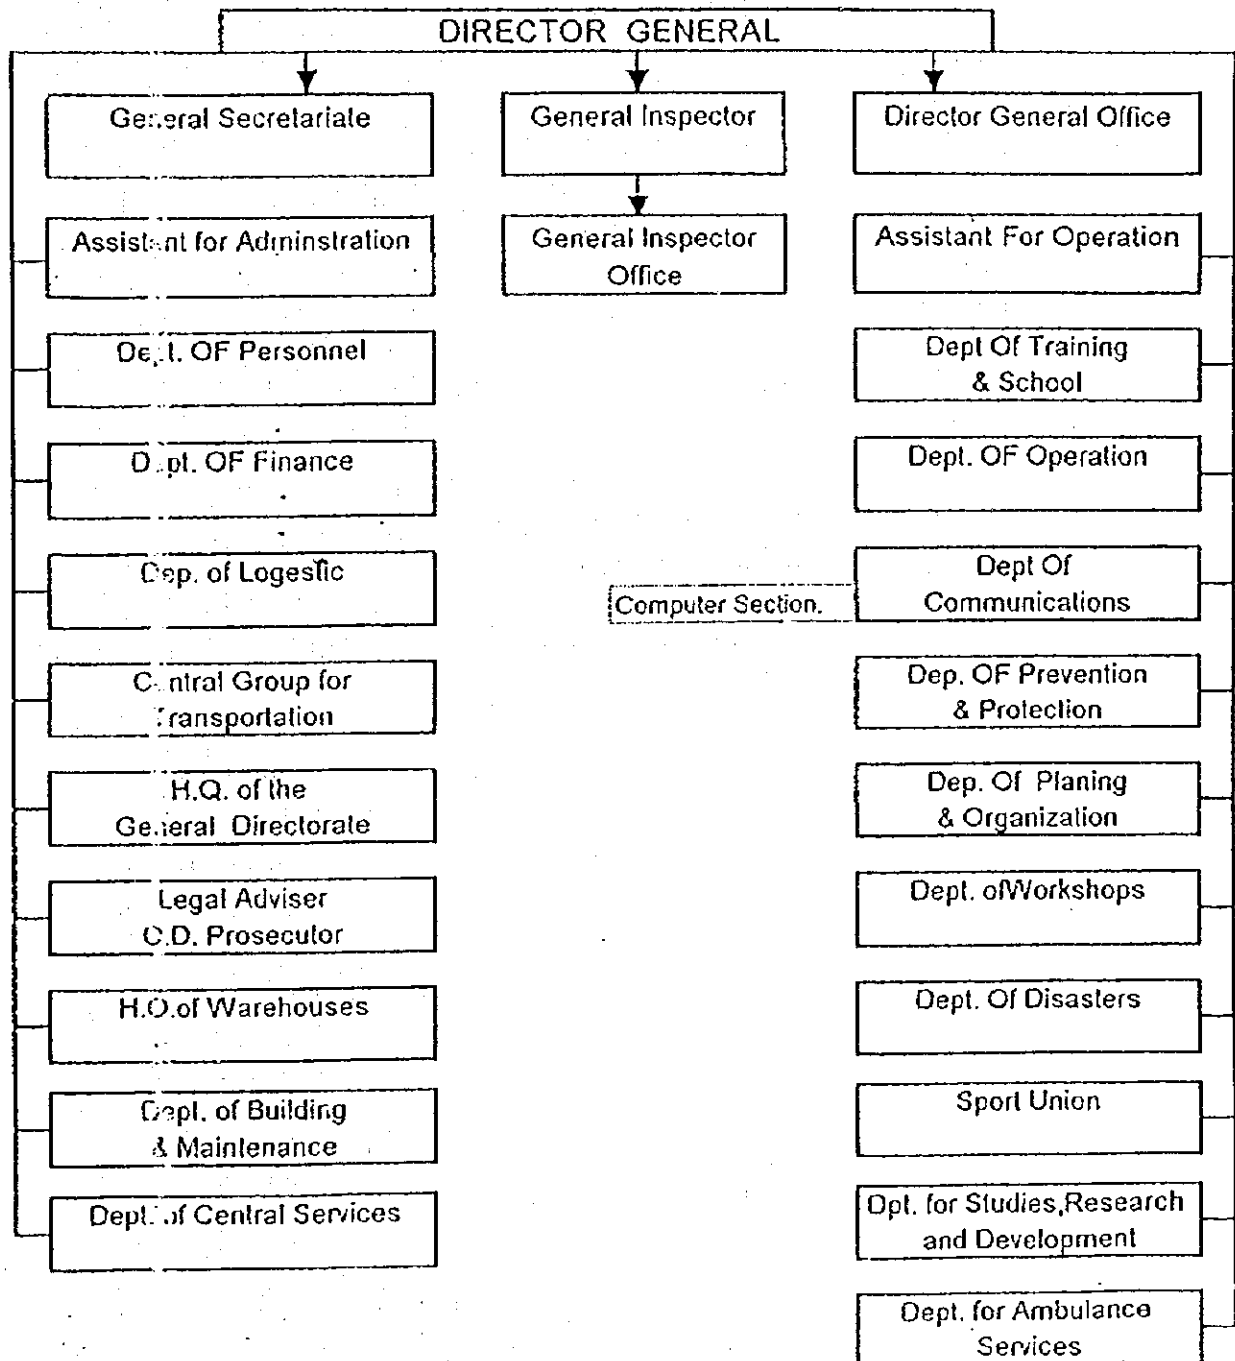 DIRECTOR GENERAL
General Secretariate
General Inspector
Director General Office
Assistant for Adminstration
General Inspector
Office
Assistant For Operation
Dept. OF Personnel
Dept Of Training
& School
Dept. OF Finance
Dept. OF Operation
Dep. of Logestic
Computer Section.
Dept Of
Communications
Central Group for
Transportation
Dep. OF Prevention
& Protection
H.Q. of the
General Directorate
Dep. Of Planing
& Organization
Legal Adviser
C.D. Prosecutor
Dept. ofWorkshops
H.Q.of Warehouses
Dept. Of Disasters
Dept. of Building
& Maintenance
Sport Union
Dept. of Central Services
Dpt. for Studies,Research
and Development
Dept. for Ambulance
Services